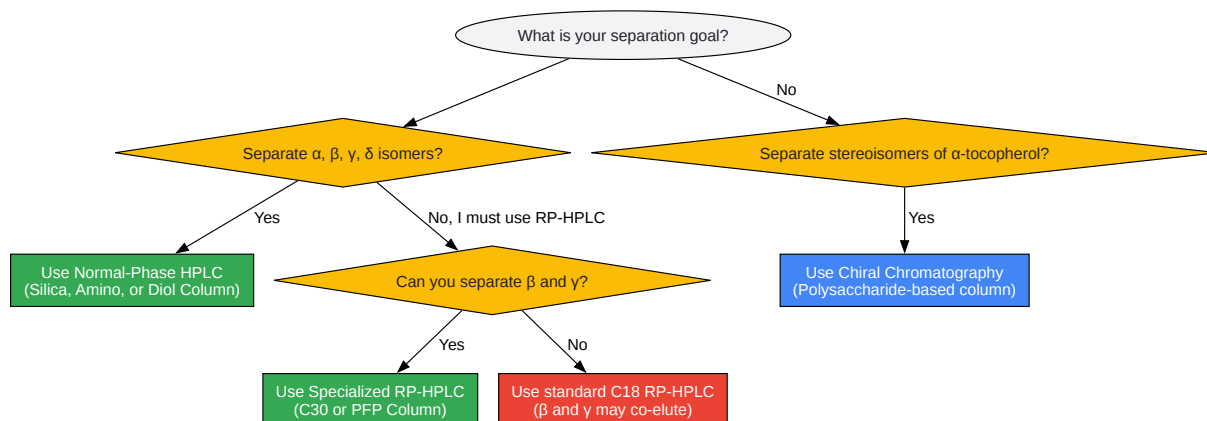 What is your separation goal?
No
Separate α, β, γ, δ isomers?
Separate stereoisomers of α-tocopherol?
Yes
No, I must use RP-HPLC
Yes
Use Normal-Phase HPLC
(Silica, Amino, or Diol Column)
Can you separate β and γ?
Use Chiral Chromatography
(Polysaccharide-based column)
Yes
No
Use Specialized RP-HPLC
(C30 or PFP Column)
Use standard C18 RP-HPLC
(β and γ may co-elute)